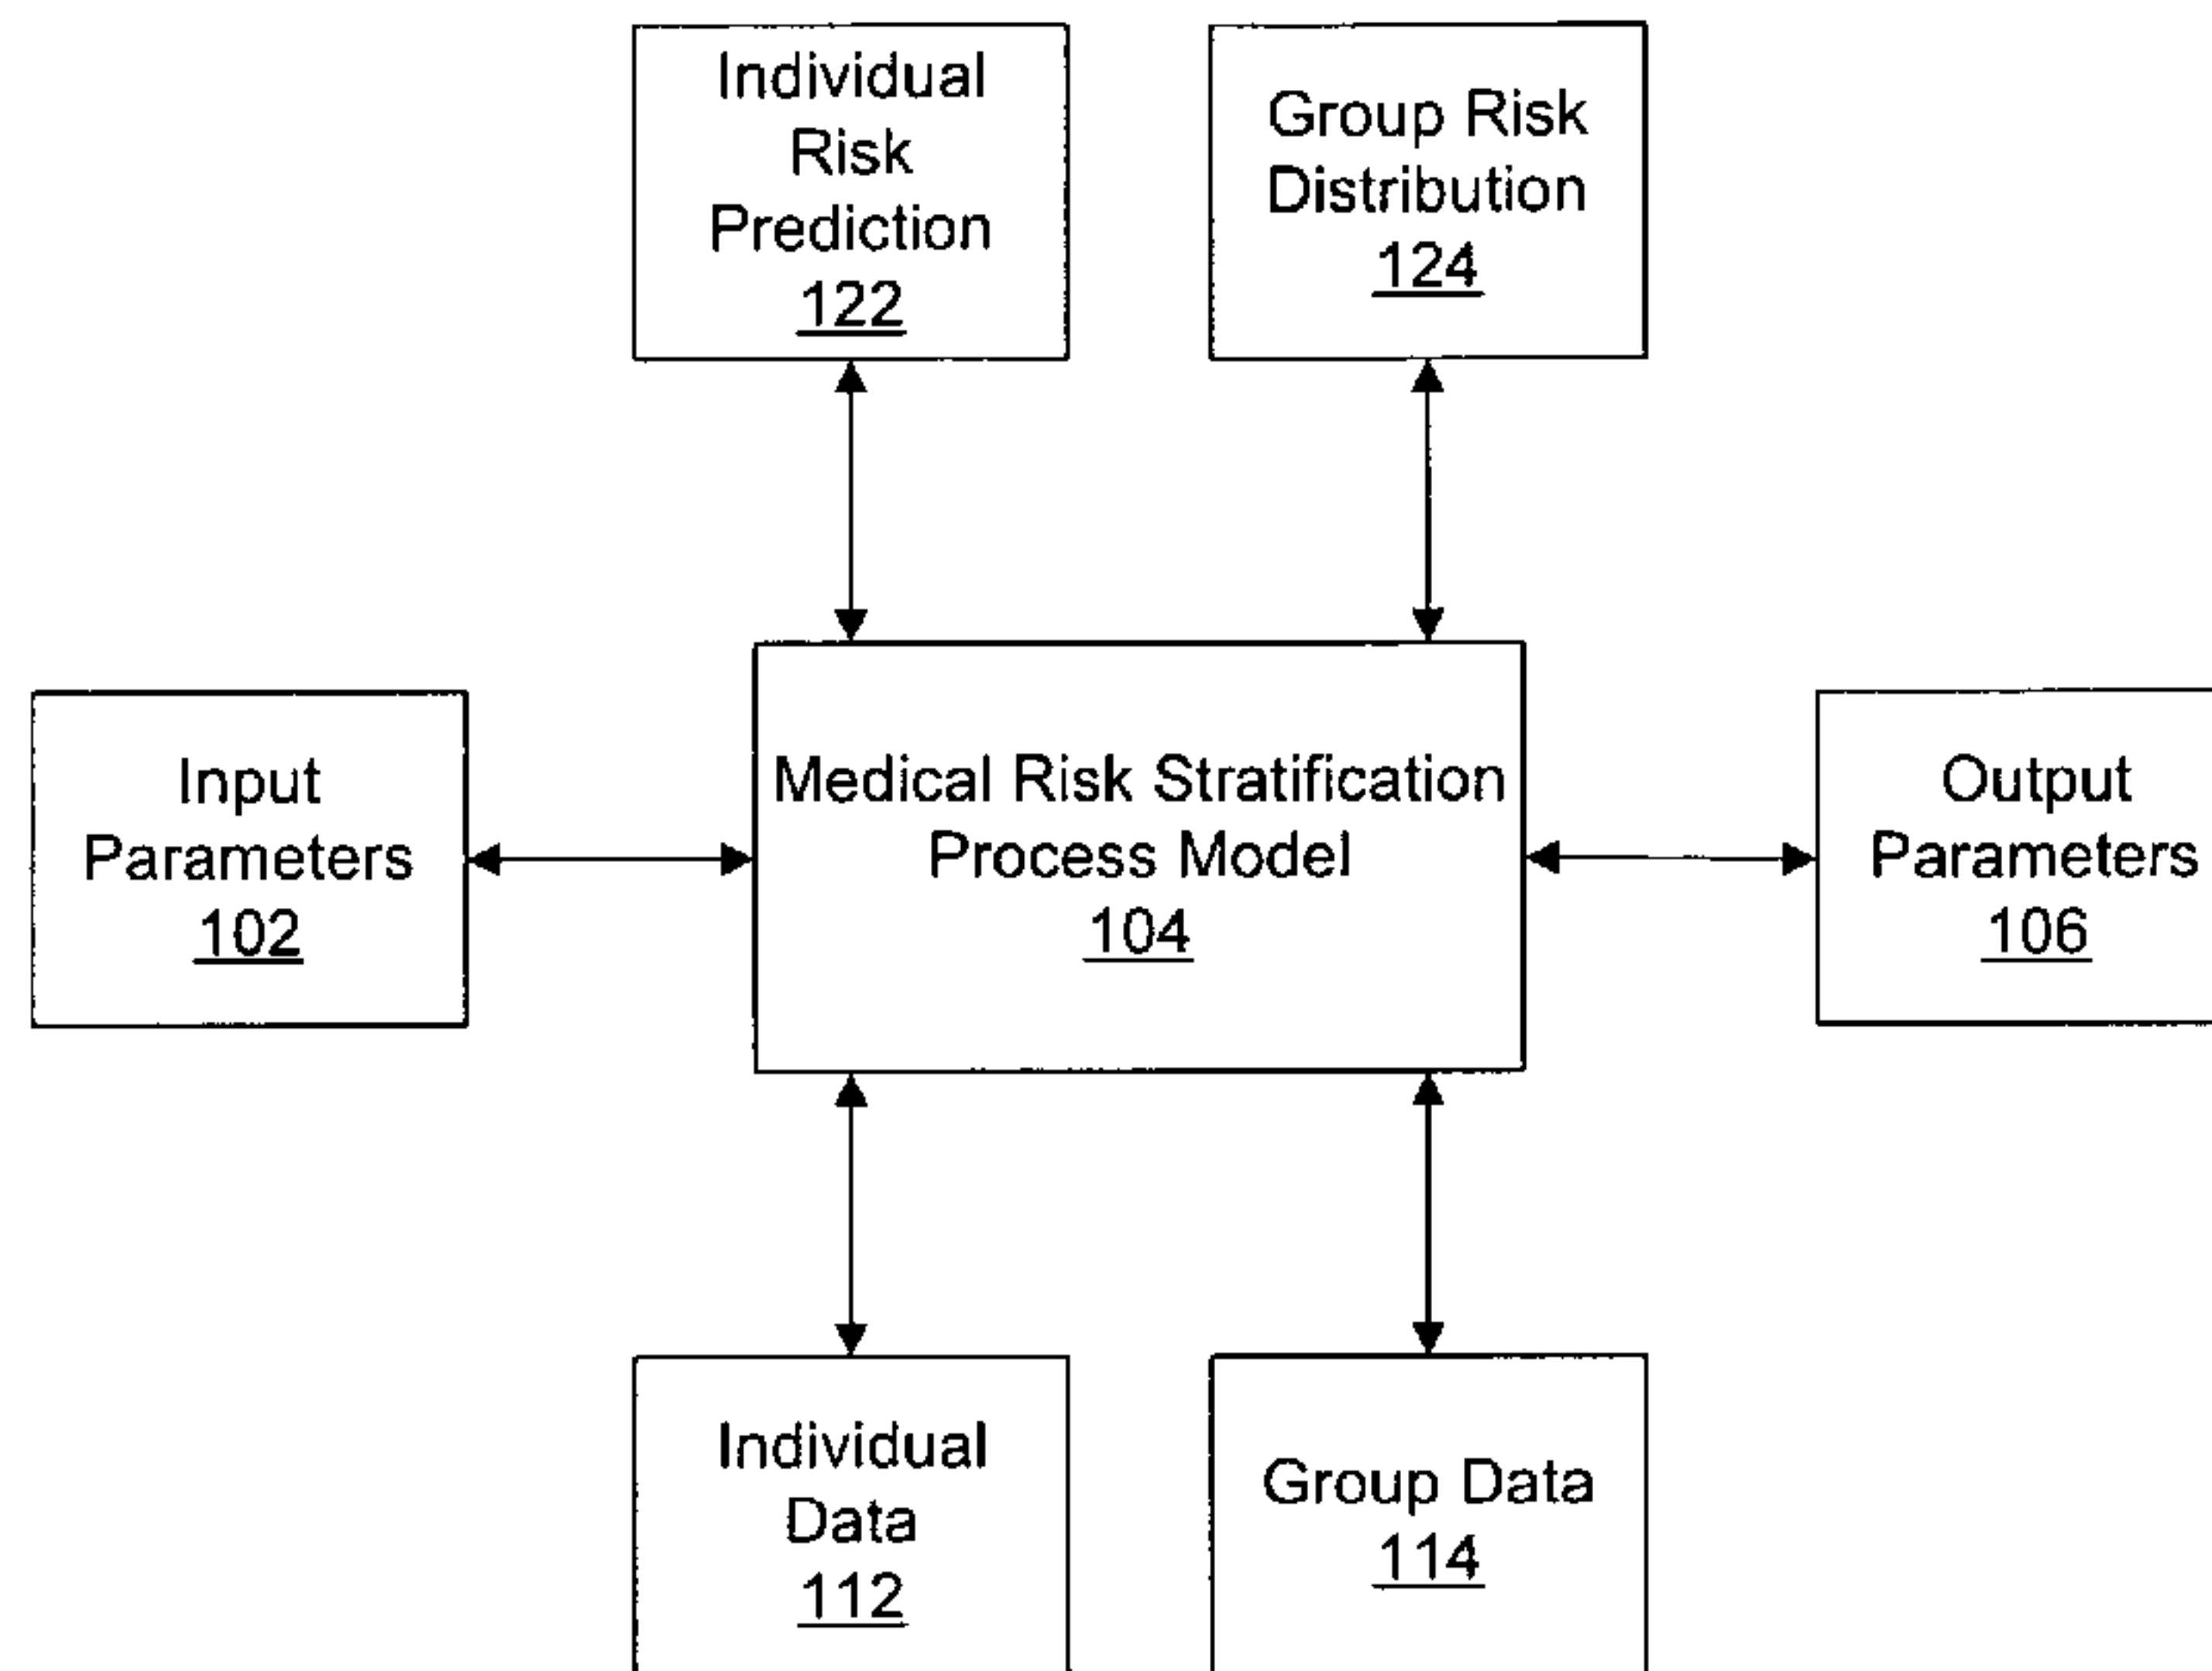 Individual
Risk
Prediction
122
Group Risk
Distribution
124
Input
Parameters
102
Medical Risk Stratification
Process Model
104
Output
Parameters
106
Individual
Data
112
Group Data
114